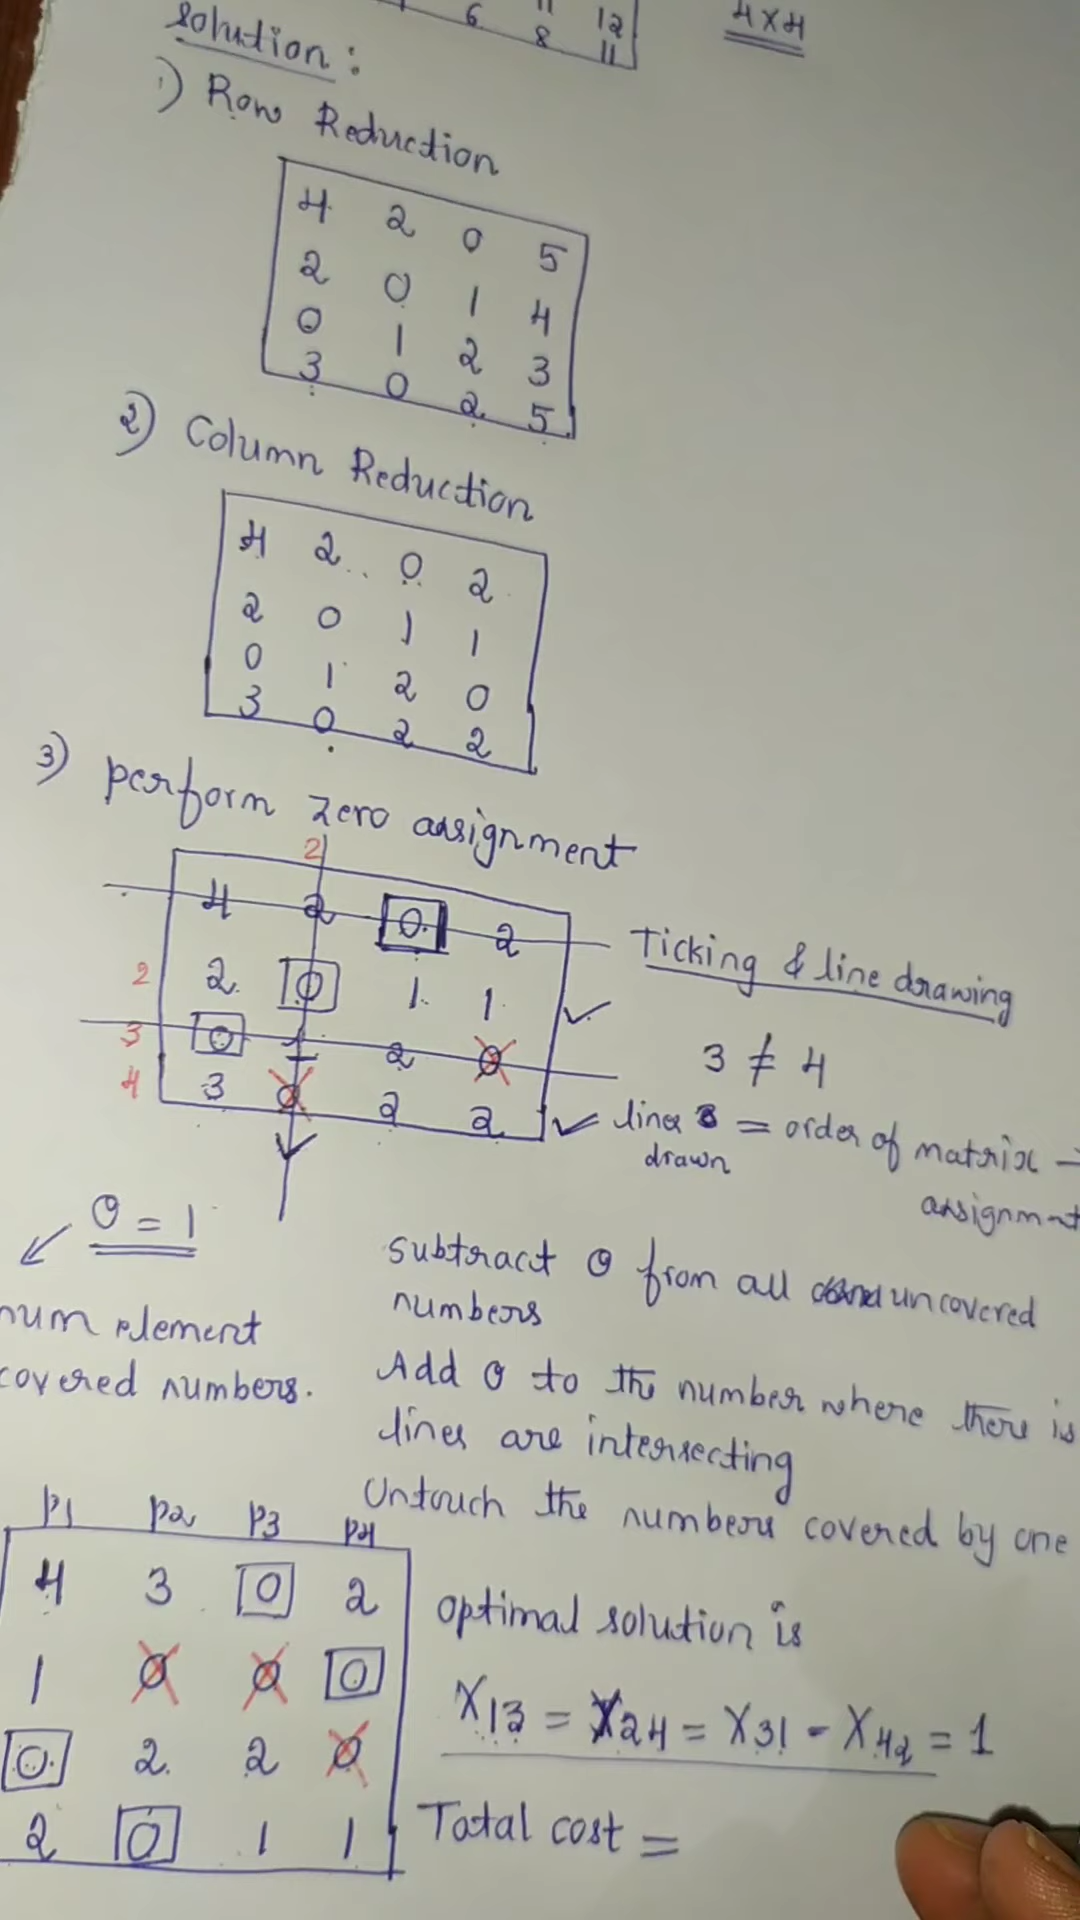 6 11 12
8 11
4x4
solution:
1) Row Reduction
4 2 0 5
2 0 1 4
0 1 2 3
3 0 2 5
2) Column Reduction
4 2 0 2
2 0 1 1
0 1 2 0
3 0 2 2
3) perform zero assignment
2
4 2 0 2
2 2 0 1 1 ✓
3 0 1 2 0
4 3 0 2 2 ✓
Ticking & line drawing
3 ≠ 4
lines = order of matrix →
drawn
assignment
θ = 1
num element
covered numbers.
subtract θ from all uncovered
numbers
Add θ to the number where there is
lines are intersecting
Untouch the numbers covered by one
P1 P2 P3 P4
4 3 0 2
1 0 0 0
0 2 2 0
2 0 1 1
optimal solution is
X13 = X24 = X31 - X42 = 1
Total cost =